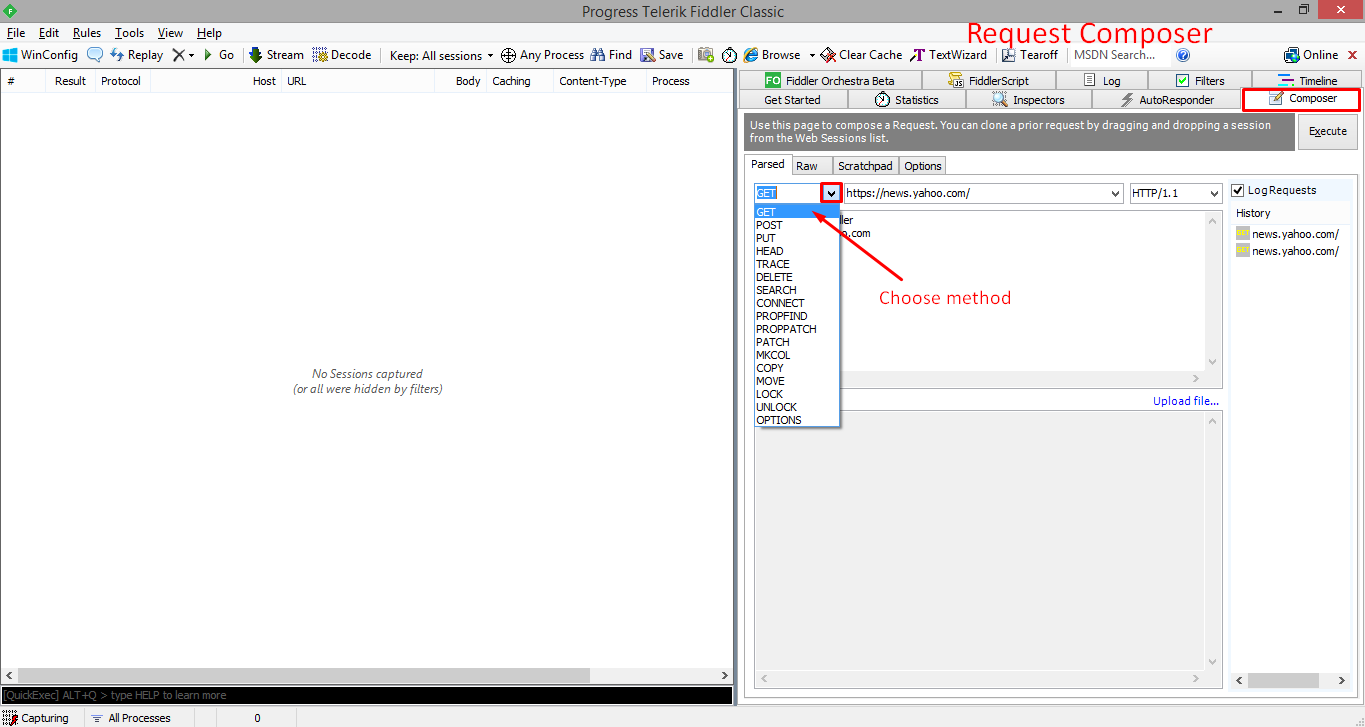 Progress Telerik Fiddler Classic
File Edit Rules Tools View Help
Request Composer
WinConfig Replay X Go Stream Decode Keep: All sessions Any Process Find Save Browse Clear Cache TextWizard Tearoff MSDN Search... Online
# Result Protocol Host URL Body Caching Content-Type Process
FO Fiddler Orchestra Beta FiddlerScript Log Filters Timeline
Get Started Statistics Inspectors AutoResponder Composer
Use this page to compose a Request. You can clone a prior request by dragging and dropping a session
from the Web Sessions list.
Execute
Parsed Raw Scratchpad Options
GET https://news.yahoo.com/ HTTP/1.1
Log Requests
History
news.yahoo.com/
news.yahoo.com/
GET
POST
PUT
HEAD
TRACE
DELETE
SEARCH
CONNECT
PROPFIND
PROPPATCH
PATCH
MKCOL
COPY
MOVE
LOCK
UNLOCK
OPTIONS
Choose method
No Sessions captured
(or all were hidden by filters)
Upload file...
[QuickExec] ALT+Q > type HELP to learn more
Capturing All Processes 0